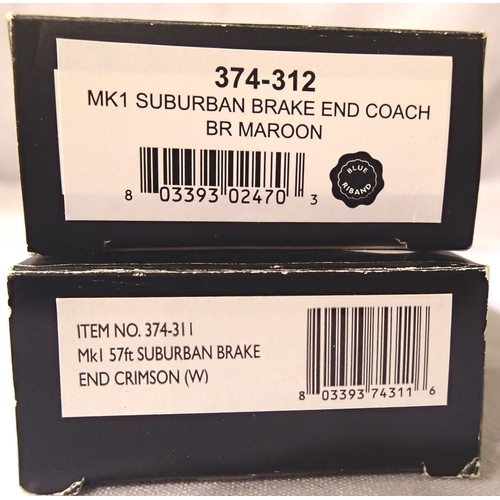 374-312
MK1 SUBURBAN BRAKE END COACH
BR MAROON
8 03393 02470 3
BLUE
RIBAND
ITEM NO. 374-311
Mk1 57ft SUBURBAN BRAKE
END CRIMSON (W)
8 03393 74311 6